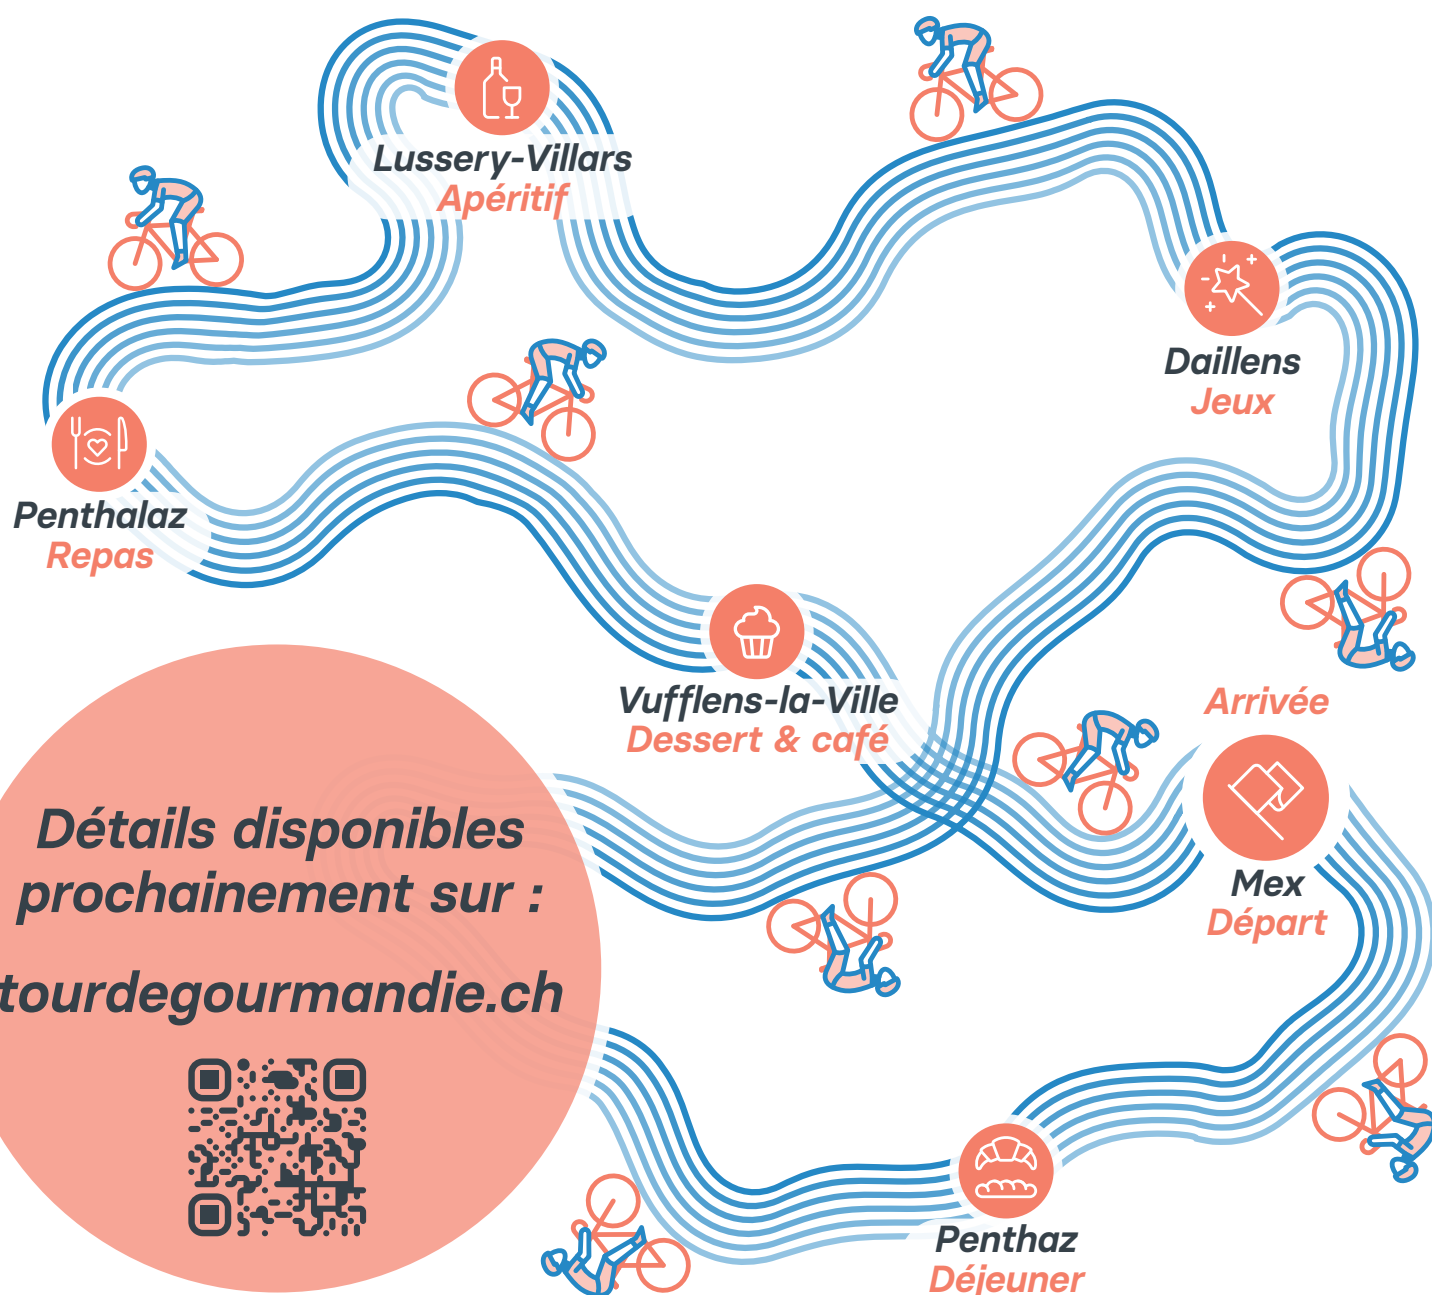 Lussery-Villars
Apéritif
Daillens
Jeux
Penthalaz
Repas
Vufflens-la-Ville
Dessert & café
Arrivée
Mex
Départ
Détails disponibles
prochainement sur :
tourdegourmandie.ch
Penthaz
Déjeuner